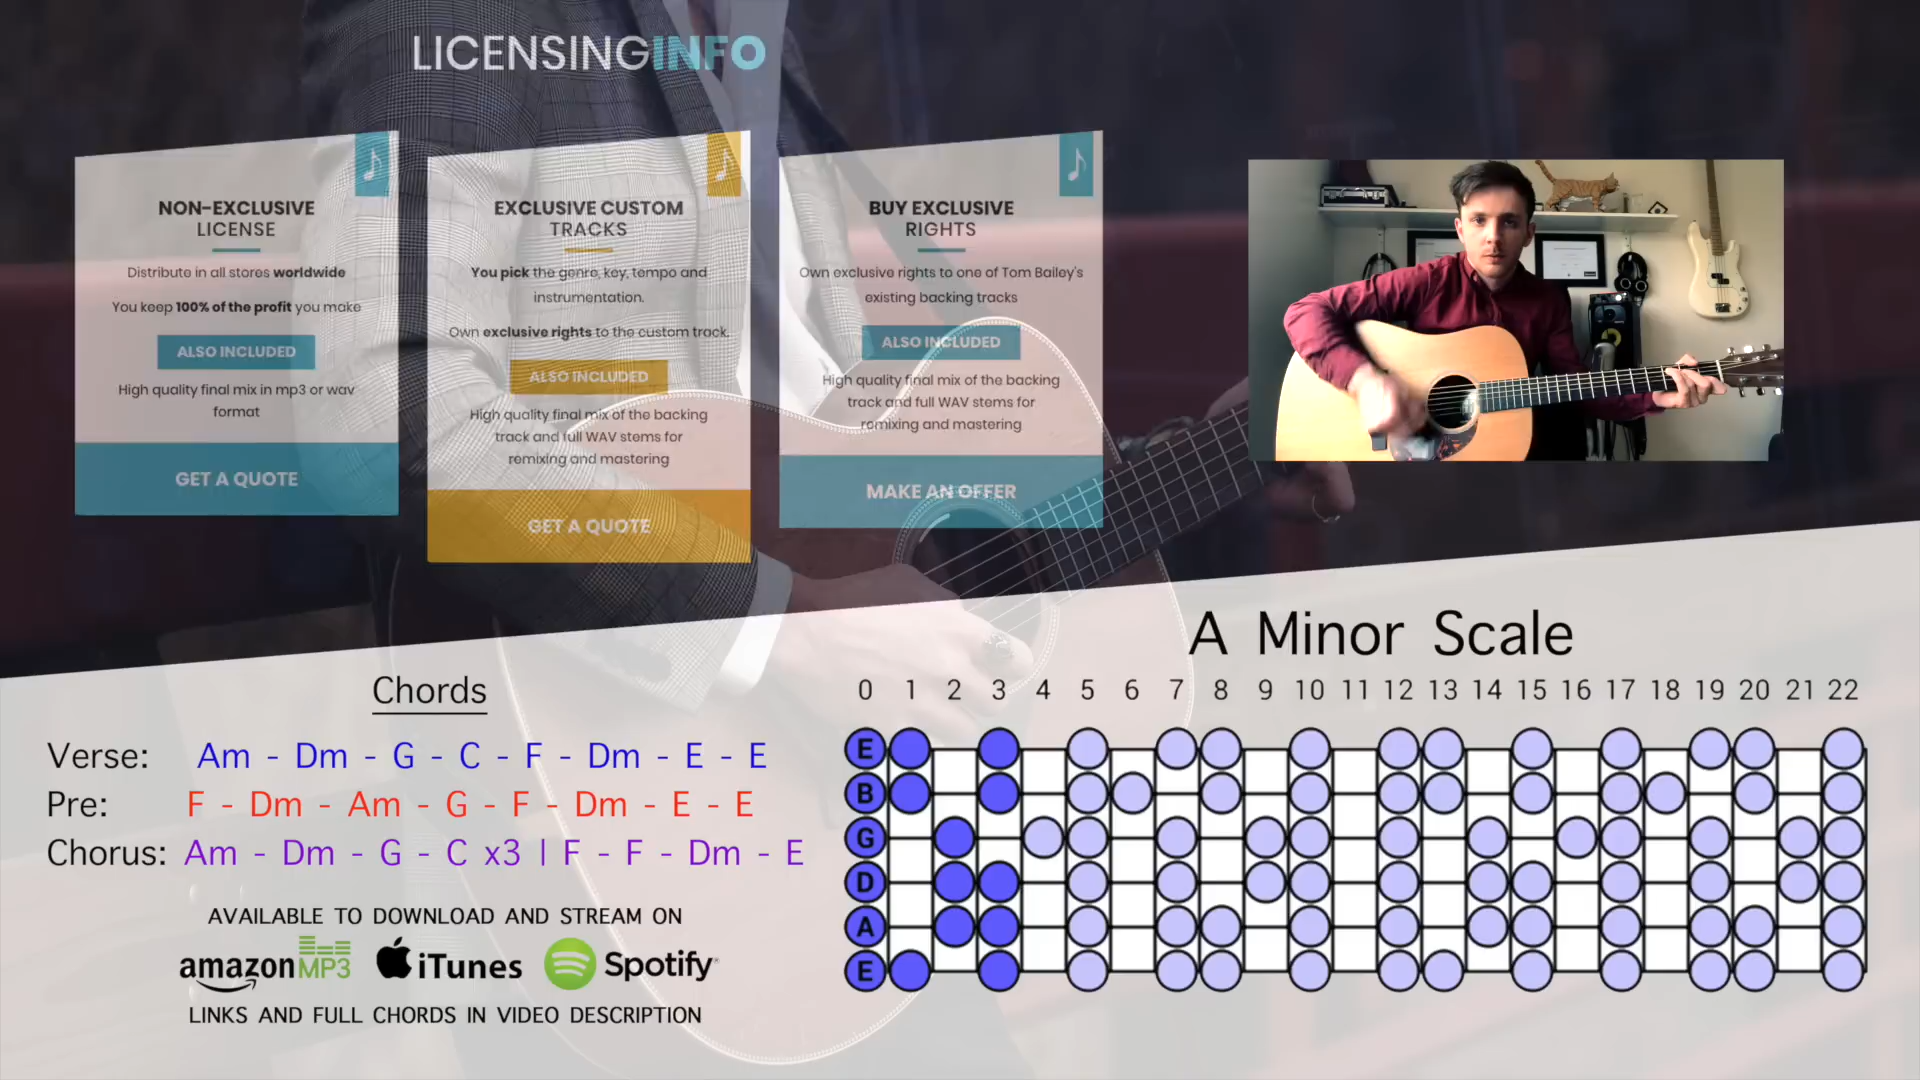 LICENSINGINFO
NON-EXCLUSIVE
LICENSE
Distribute in all stores worldwide
You keep 100% of the profit you make
ALSO INCLUDED
High quality final mix in mp3 or wav
format
GET A QUOTE
EXCLUSIVE CUSTOM
TRACKS
You pick the genre, key, tempo and
instrumentation.
Own exclusive rights to the custom track.
ALSO INCLUDED
High quality final mix of the backing
track and full WAV stems for
remixing and mastering
GET A QUOTE
BUY EXCLUSIVE
RIGHTS
Own exclusive rights to one of Tom Bailey's
existing backing tracks
ALSO INCLUDED
High quality final mix of the backing
track and full WAV stems for
remixing and mastering
MAKE AN OFFER
Chords
Verse: Am - Dm - G - C - F - Dm - E - E
Pre: F - Dm - Am - G - F - Dm - E - E
Chorus: Am - Dm - G - C x3 | F - F - Dm - E
AVAILABLE TO DOWNLOAD AND STREAM ON
amazonMP3 iTunes Spotify
LINKS AND FULL CHORDS IN VIDEO DESCRIPTION
A Minor Scale
0 1 2 3 4 5 6 7 8 9 10 11 12 13 14 15 16 17 18 19 20 21 22
E
B
G
D
A
E